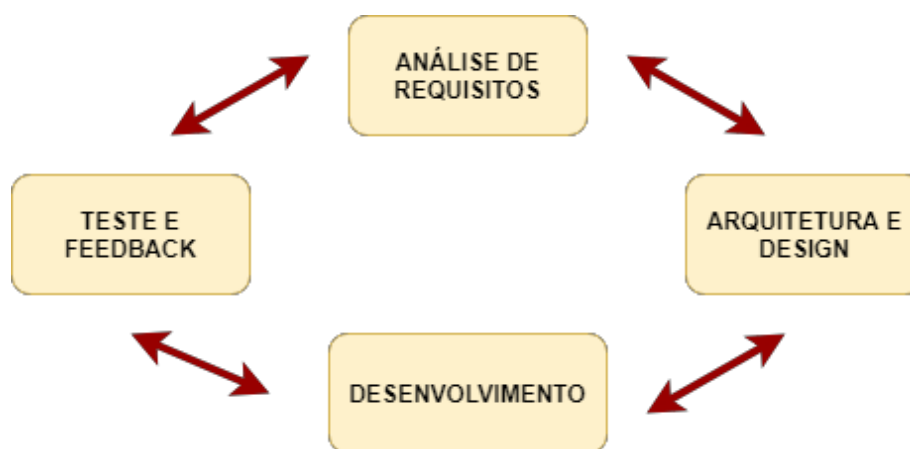 ANÁLISE DE
REQUISITOS
TESTE E
FEEDBACK
ARQUITETURA E
DESIGN
DESENVOLVIMENTO